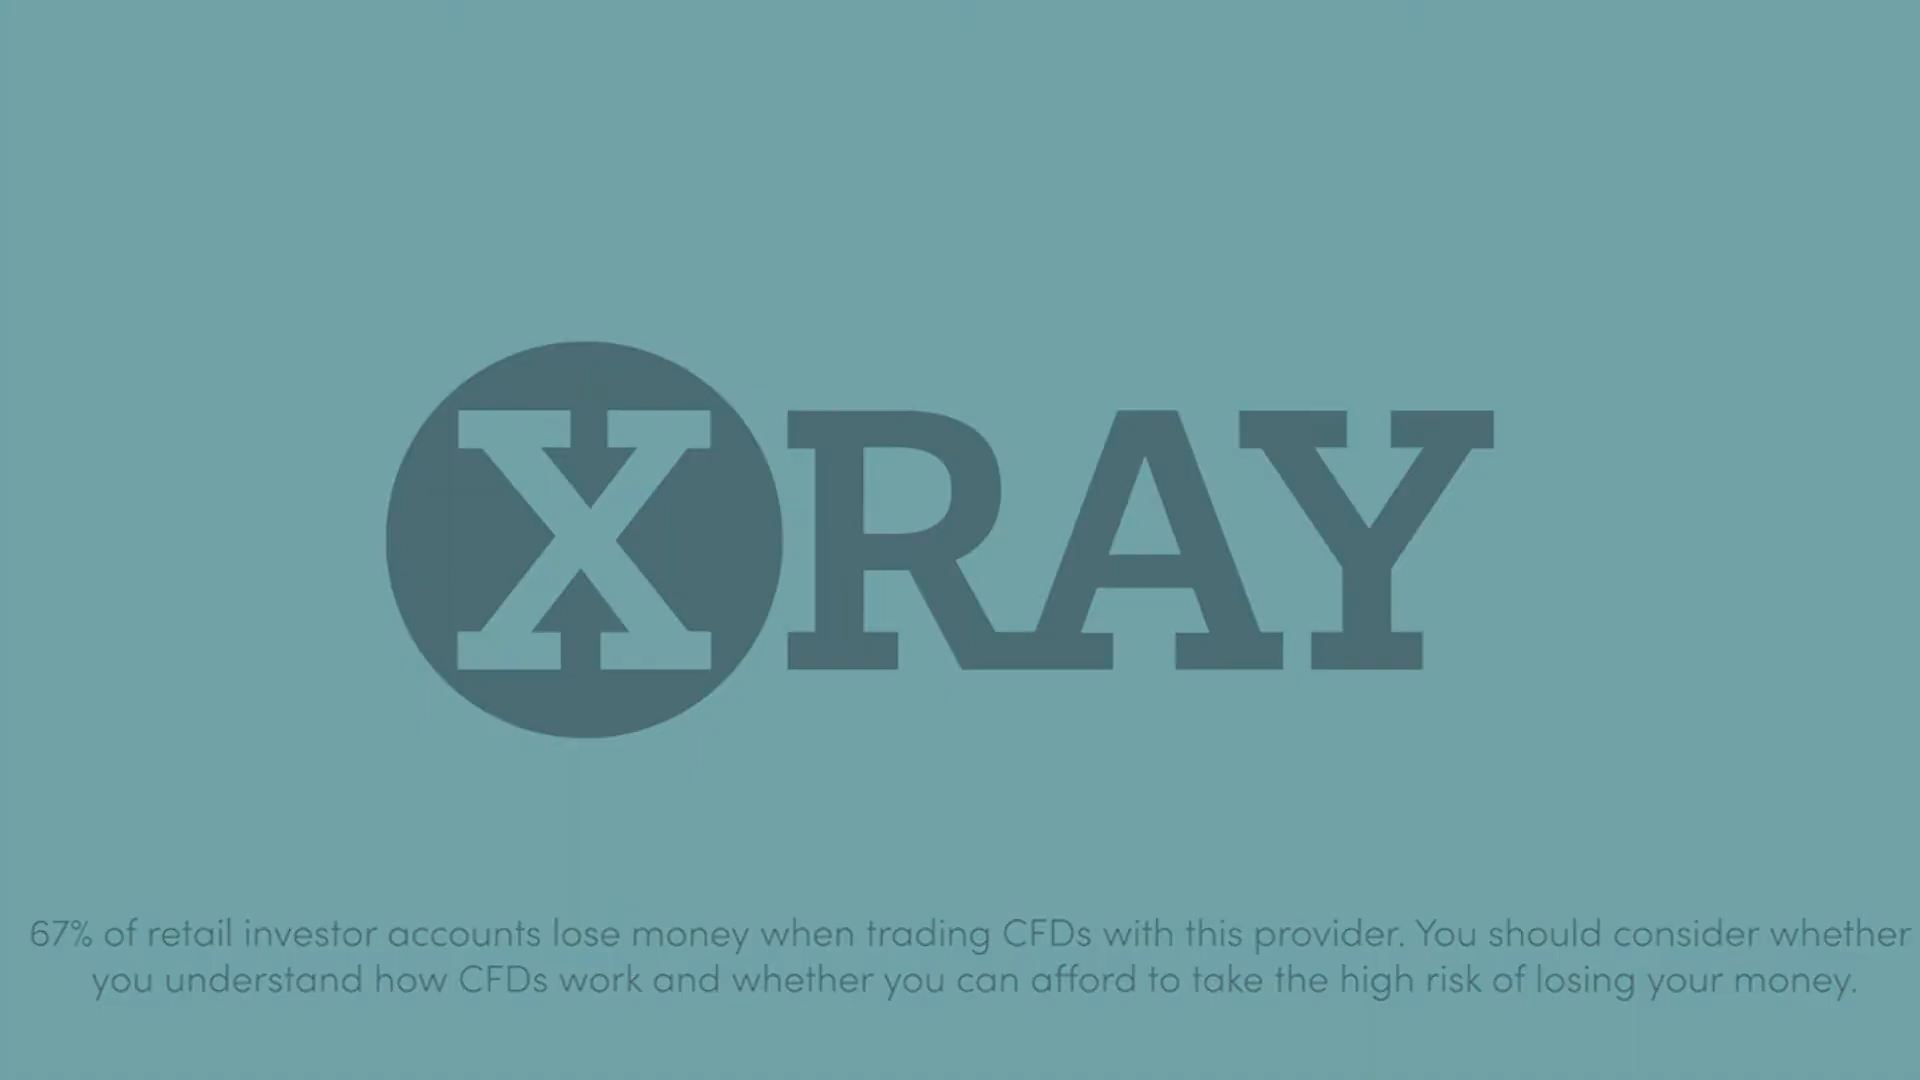 XRAY
67% of retail investor accounts lose money when trading CFDs with this provider. You should consider whether
you understand how CFDs work and whether you can afford to take the high risk of losing your money.